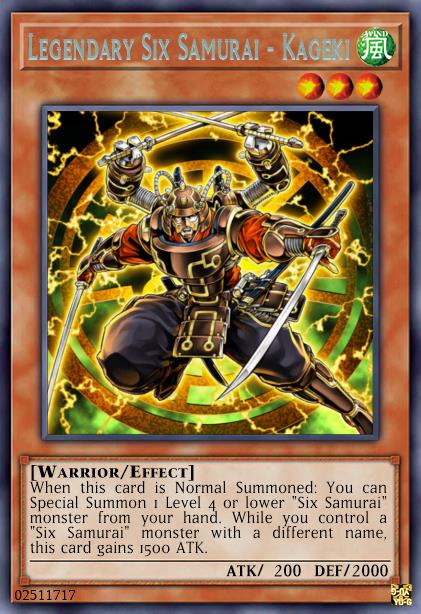 Legendary Six Samurai - Kageki
WIND
風
[Warrior/Effect]
When this card is Normal Summoned: You can
Special Summon 1 Level 4 or lower "Six Samurai"
monster from your hand. While you control a
"Six Samurai" monster with a different name,
this card gains 1500 ATK.
ATK/ 200 DEF/2000
02511717